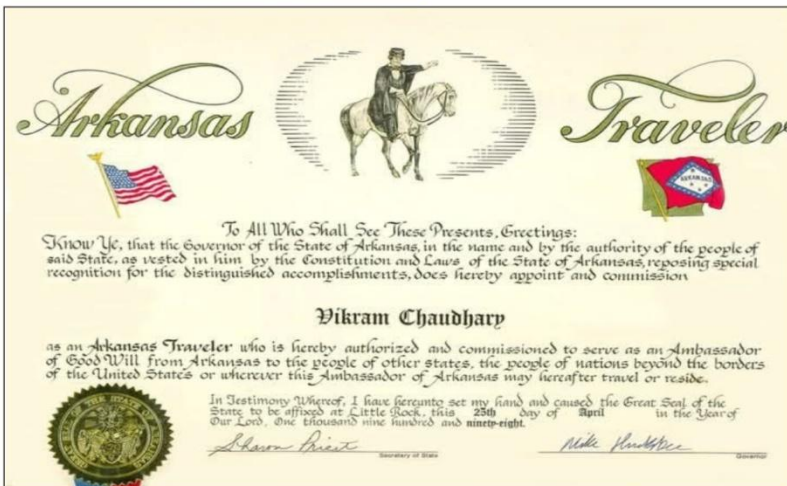 Arkansas Traveler
ARKANSAS
To All Who Shall See These Presents, Greetings:
Know Ye, that the Governor of the State of Arkansas, in the name and by the authority of the people of
said State, as vested in him by the Constitution and Laws of the State of Arkansas, reposing special
recognition for the distinguished accomplishments, does hereby appoint and commission
Vikram Chaudhary
as an Arkansas Traveler who is hereby authorized and commissioned to serve as an Ambassador
of Good Will from Arkansas to the people of other states, the people of nations beyond the borders
of the United States or wherever this Ambassador of Arkansas may hereafter travel or reside.
In Testimony Whereof, I have hereunto set my hand and caused the Great Seal of the
State to be affixed at Little Rock, this 25th day of April in the Year of
Our Lord, One thousand nine hundred and ninety-eight.
Sharon Priest
Secretary of State
Mike Huckabee
Governor
GREAT SEAL OF THE STATE OF ARKANSAS